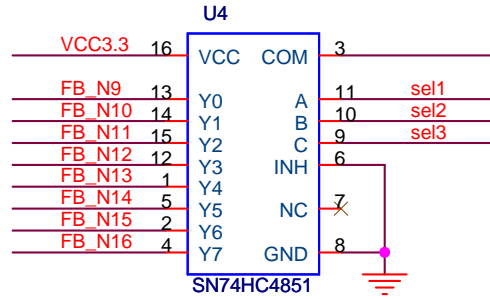 U4
VCC3.3 16 VCC COM 3
FB_N9 13 Y0 A 11 sel1
FB_N10 14 Y1 B 10 sel2
FB_N11 15 Y2 C 9 sel3
FB_N12 12 Y3 INH 6
FB_N13 1 Y4
FB_N14 5 Y5 NC 7
FB_N15 2 Y6
FB_N16 4 Y7 GND 8
SN74HC4851